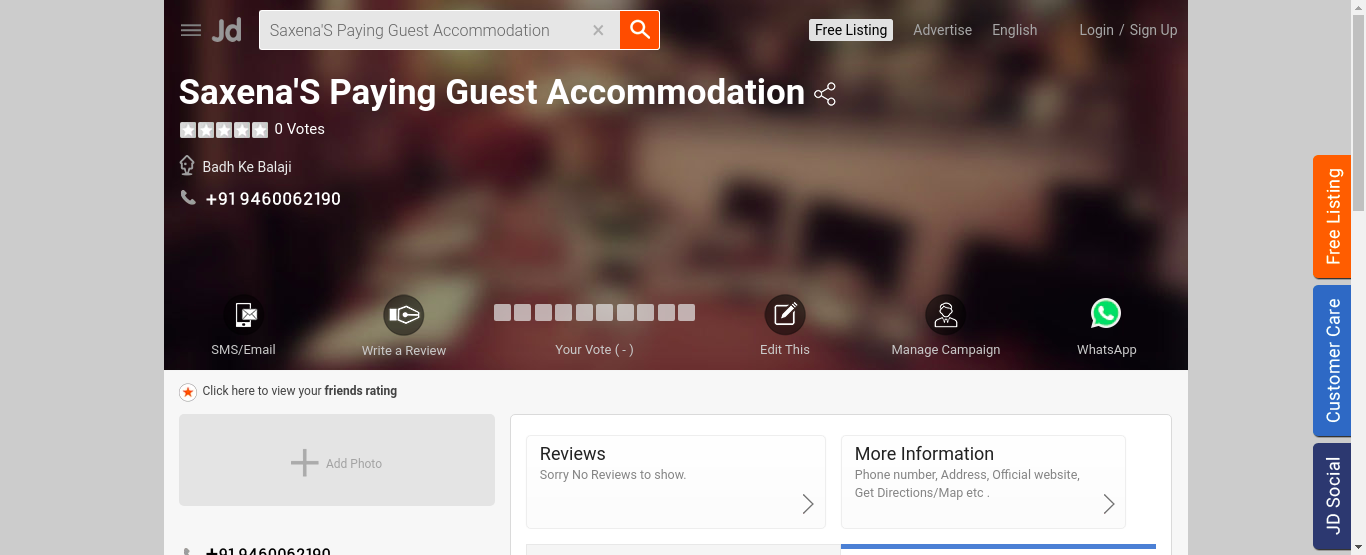 Jd
Saxena'S Paying Guest Accommodation
Free Listing
Advertise
English
Login / Sign Up
Saxena'S Paying Guest Accommodation
0 Votes
Badh Ke Balaji
+91 9460062190
SMS/Email
Write a Review
Your Vote ( - )
Edit This
Manage Campaign
WhatsApp
Free Listing
Customer Care
JD Social
Click here to view your friends rating
Add Photo
Reviews
Sorry No Reviews to show.
More Information
Phone number, Address, Official website,
Get Directions/Map etc .
+91 9460062190